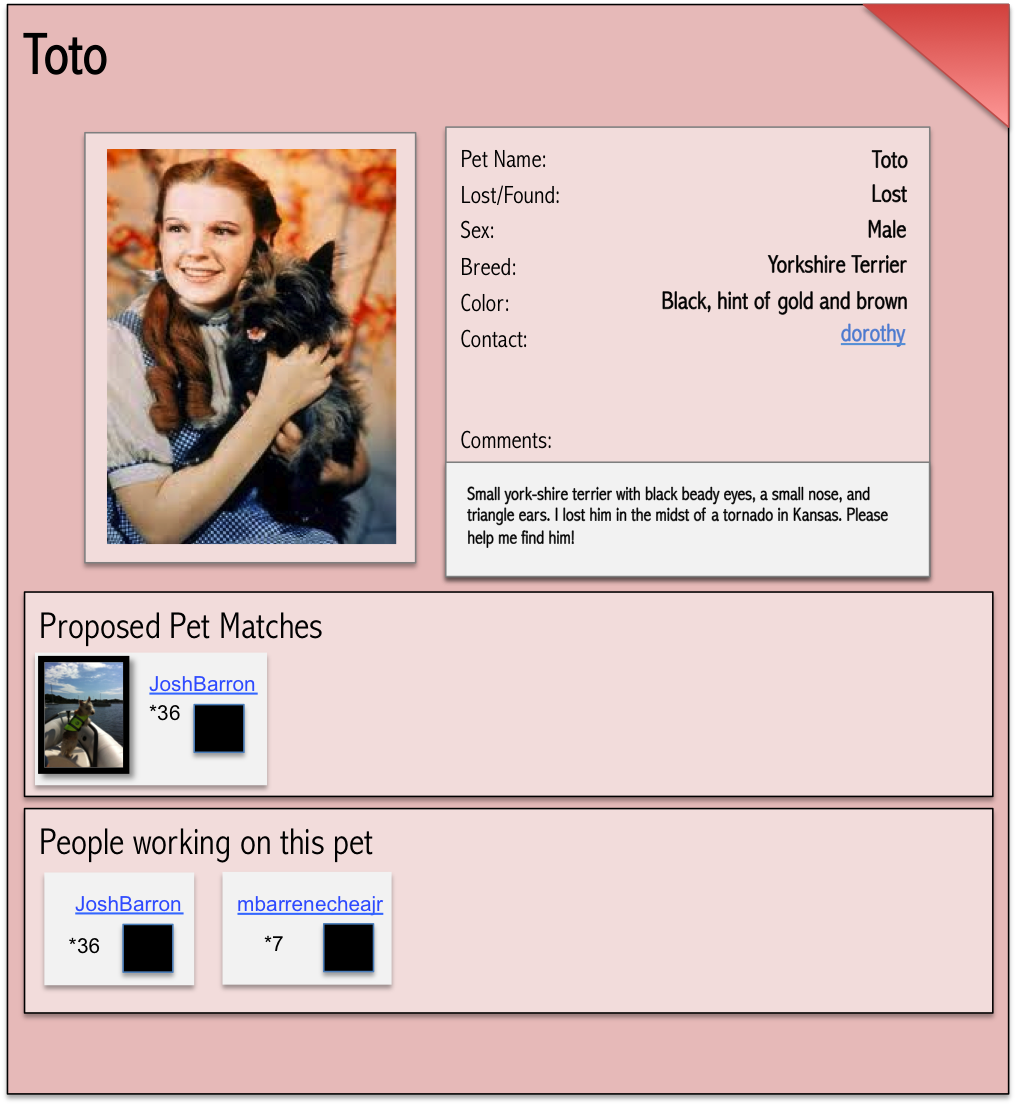 Toto
Pet Name: Toto
Lost/Found: Lost
Sex: Male
Breed: Yorkshire Terrier
Color: Black, hint of gold and brown
Contact: dorothy
Comments:
Small york-shire terrier with black beady eyes, a small nose, and
triangle ears. I lost him in the midst of a tornado in Kansas. Please
help me find him!
Proposed Pet Matches
JoshBarron
*36
People working on this pet
JoshBarron mbarrenecheajr
*36 *7